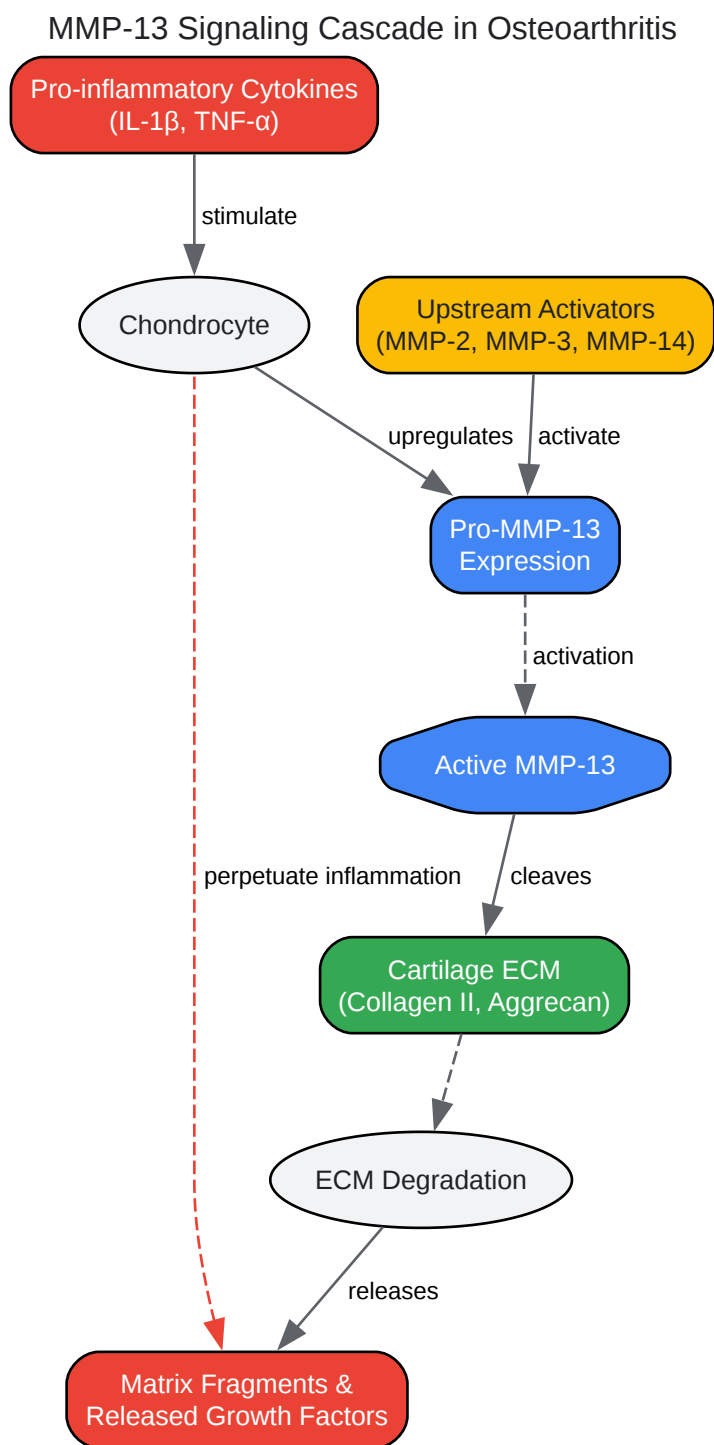 MMP-13 Signaling Cascade in Osteoarthritis
Pro-inflammatory Cytokines
(IL-1β, TNF-α)
stimulate
Chondrocyte
Upstream Activators
(MMP-2, MMP-3, MMP-14)
upregulates
activate
Pro-MMP-13
Expression
activation
Active MMP-13
perpetuate inflammation
cleaves
Cartilage ECM
(Collagen II, Aggrecan)
ECM Degradation
releases
Matrix Fragments &
Released Growth Factors